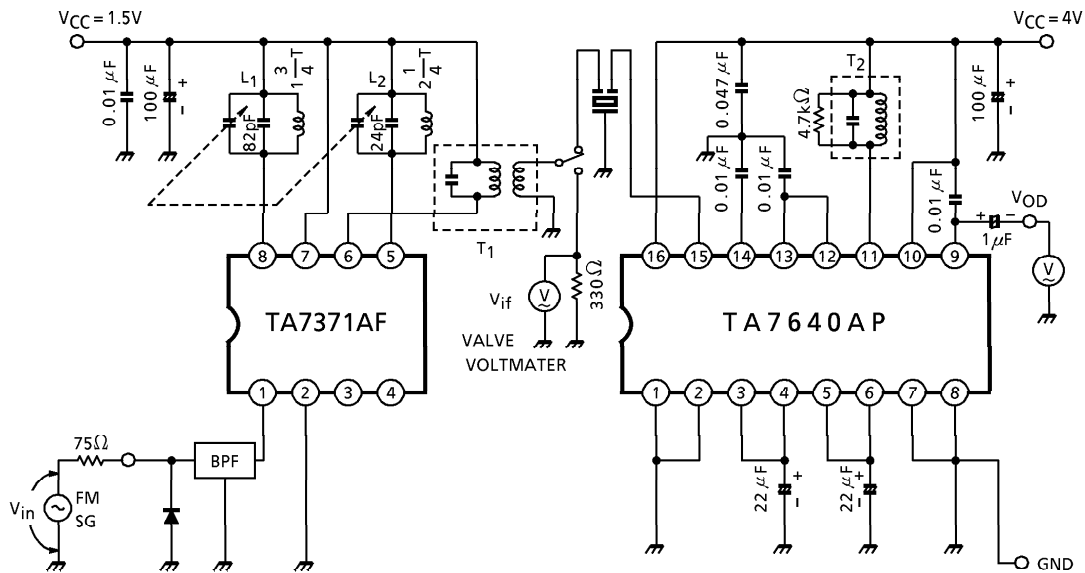 VCC = 1.5V
VCC = 4V
0.01 µF
100 µF
+
-
L1
1 3/4 T
82pF
L2
2 1/4 T
24pF
T1
0.047 µF
0.01 µF
0.01 µF
T2
4.7kΩ
100 µF
+
-
0.01 µF
VOD
+
-
1µF
V
8
7
6
5
TA7371AF
1
2
3
4
Vif
V
330Ω
VALVE
VOLTMATER
16
15
14
13
12
11
10
9
TA7640AP
1
2
3
4
5
6
7
8
75Ω
BPF
Vin
FM
SG
22 µF
+
-
22 µF
+
-
GND